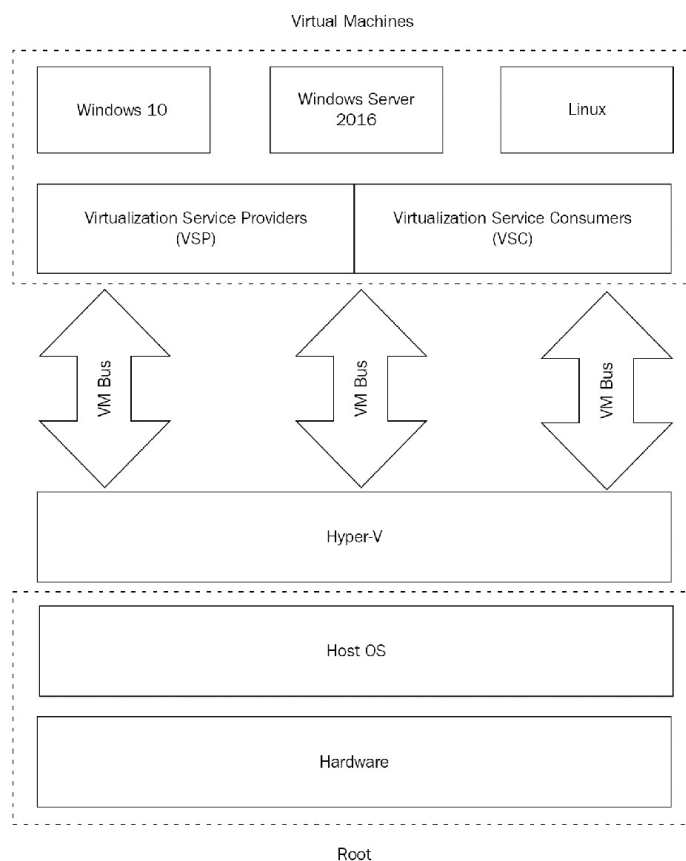 Virtual Machines
Windows 10
Windows Server
2016
Linux
Virtualization Service Providers
(VSP)
Virtualization Service Consumers
(VSC)
VM Bus
VM Bus
VM Bus
Hyper-V
Host OS
Hardware
Root